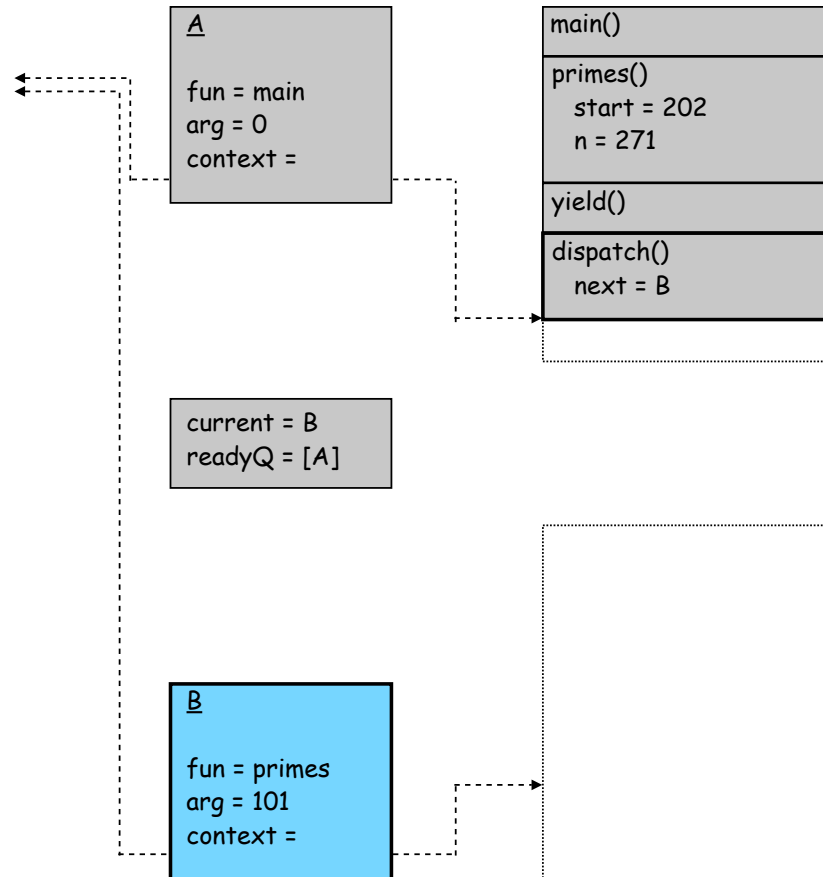 A
fun = main
arg = 0
context =
main()
primes()
start = 202
n = 271
yield()
dispatch()
next = B
current = B
readyQ = [A]
B
fun = primes
arg = 101
context =